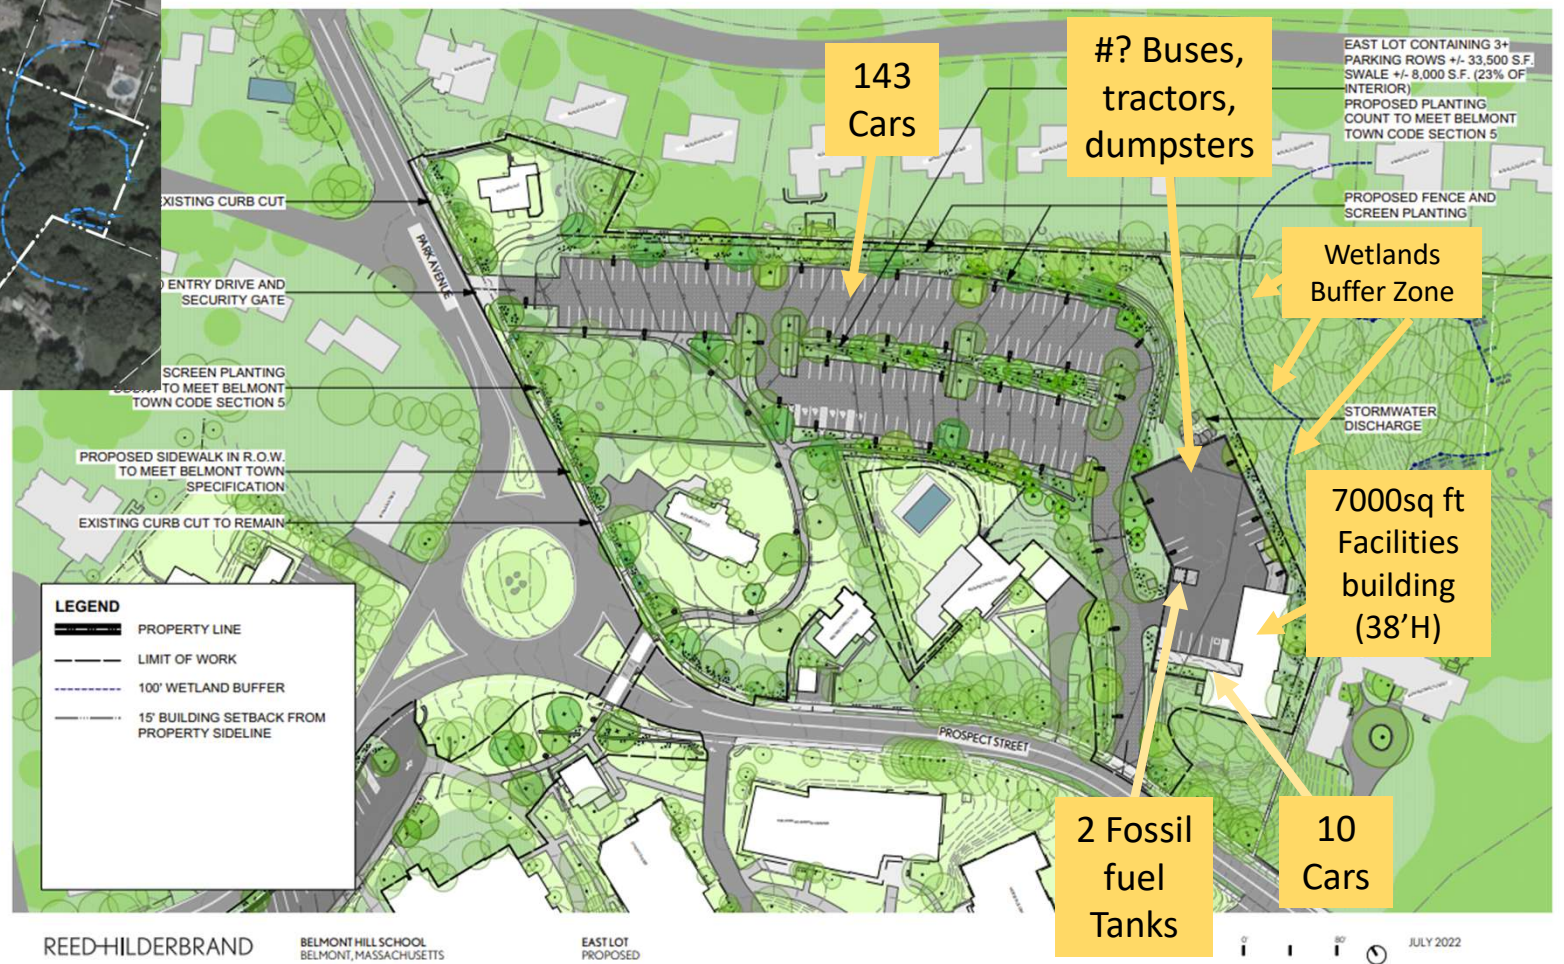 143
Cars
#? Buses,
tractors,
dumpsters
EAST LOT CONTAINING 3+
PARKING ROWS +/- 33,500 S.F.
SWALE +/- 8,000 S.F. (23% OF
INTERIOR)
PROPOSED PLANTING
COUNT TO MEET BELMONT
TOWN CODE SECTION 5
EXISTING CURB CUT
PROPOSED FENCE AND
SCREEN PLANTING
PARK AVENUE
Wetlands
Buffer Zone
ENTRY DRIVE AND
SECURITY GATE
SCREEN PLANTING
TO MEET BELMONT
TOWN CODE SECTION 5
STORMWATER
DISCHARGE
PROPOSED SIDEWALK IN R.O.W.
TO MEET BELMONT TOWN
SPECIFICATION
EXISTING CURB CUT TO REMAIN
7000sq ft
Facilities
building
(38’H)
LEGEND
PROPERTY LINE
LIMIT OF WORK
100' WETLAND BUFFER
15' BUILDING SETBACK FROM
PROPERTY SIDELINE
PROSPECT STREET
2 Fossil
fuel
Tanks
10
Cars
REED HILDERBRAND
BELMONT HILL SCHOOL
BELMONT, MASSACHUSETTS
EAST LOT
PROPOSED
0'
80'
JULY 2022